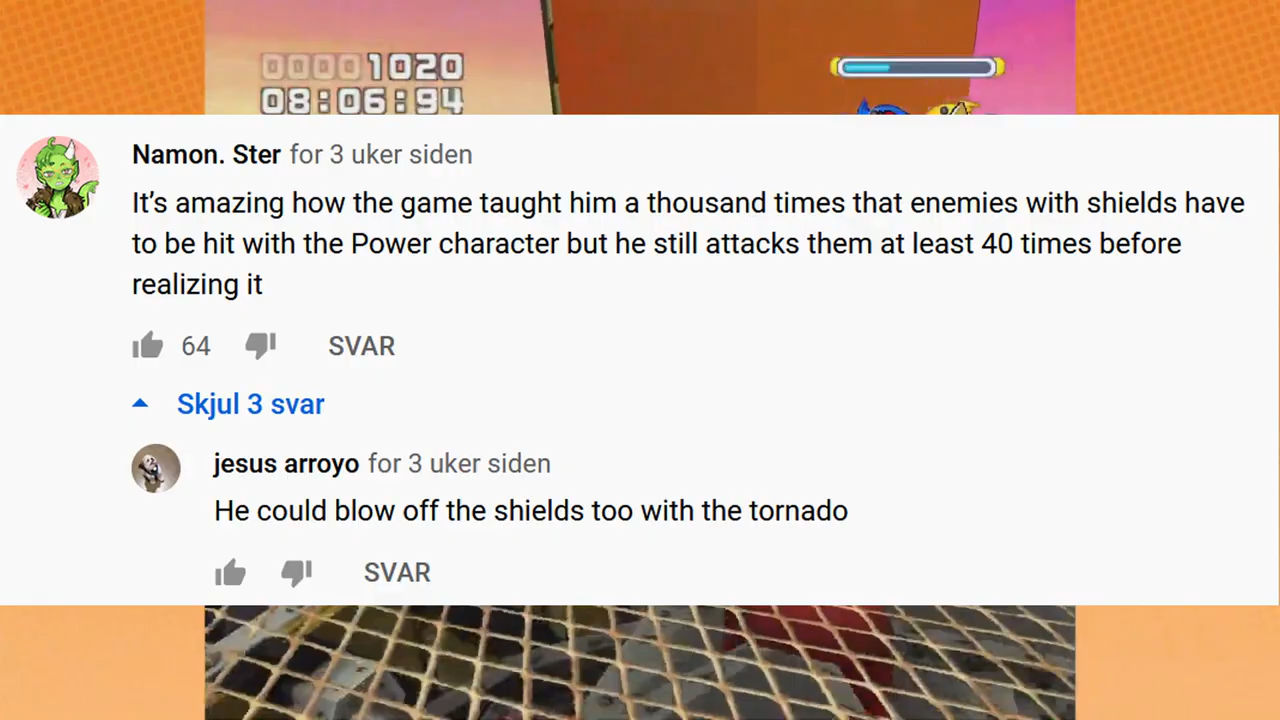 00001020
08:06:94
Namon. Ster for 3 uker siden
It’s amazing how the game taught him a thousand times that enemies with shields have
to be hit with the Power character but he still attacks them at least 40 times before
realizing it
64 SVAR
Skjul 3 svar
jesus arroyo for 3 uker siden
He could blow off the shields too with the tornado
SVAR